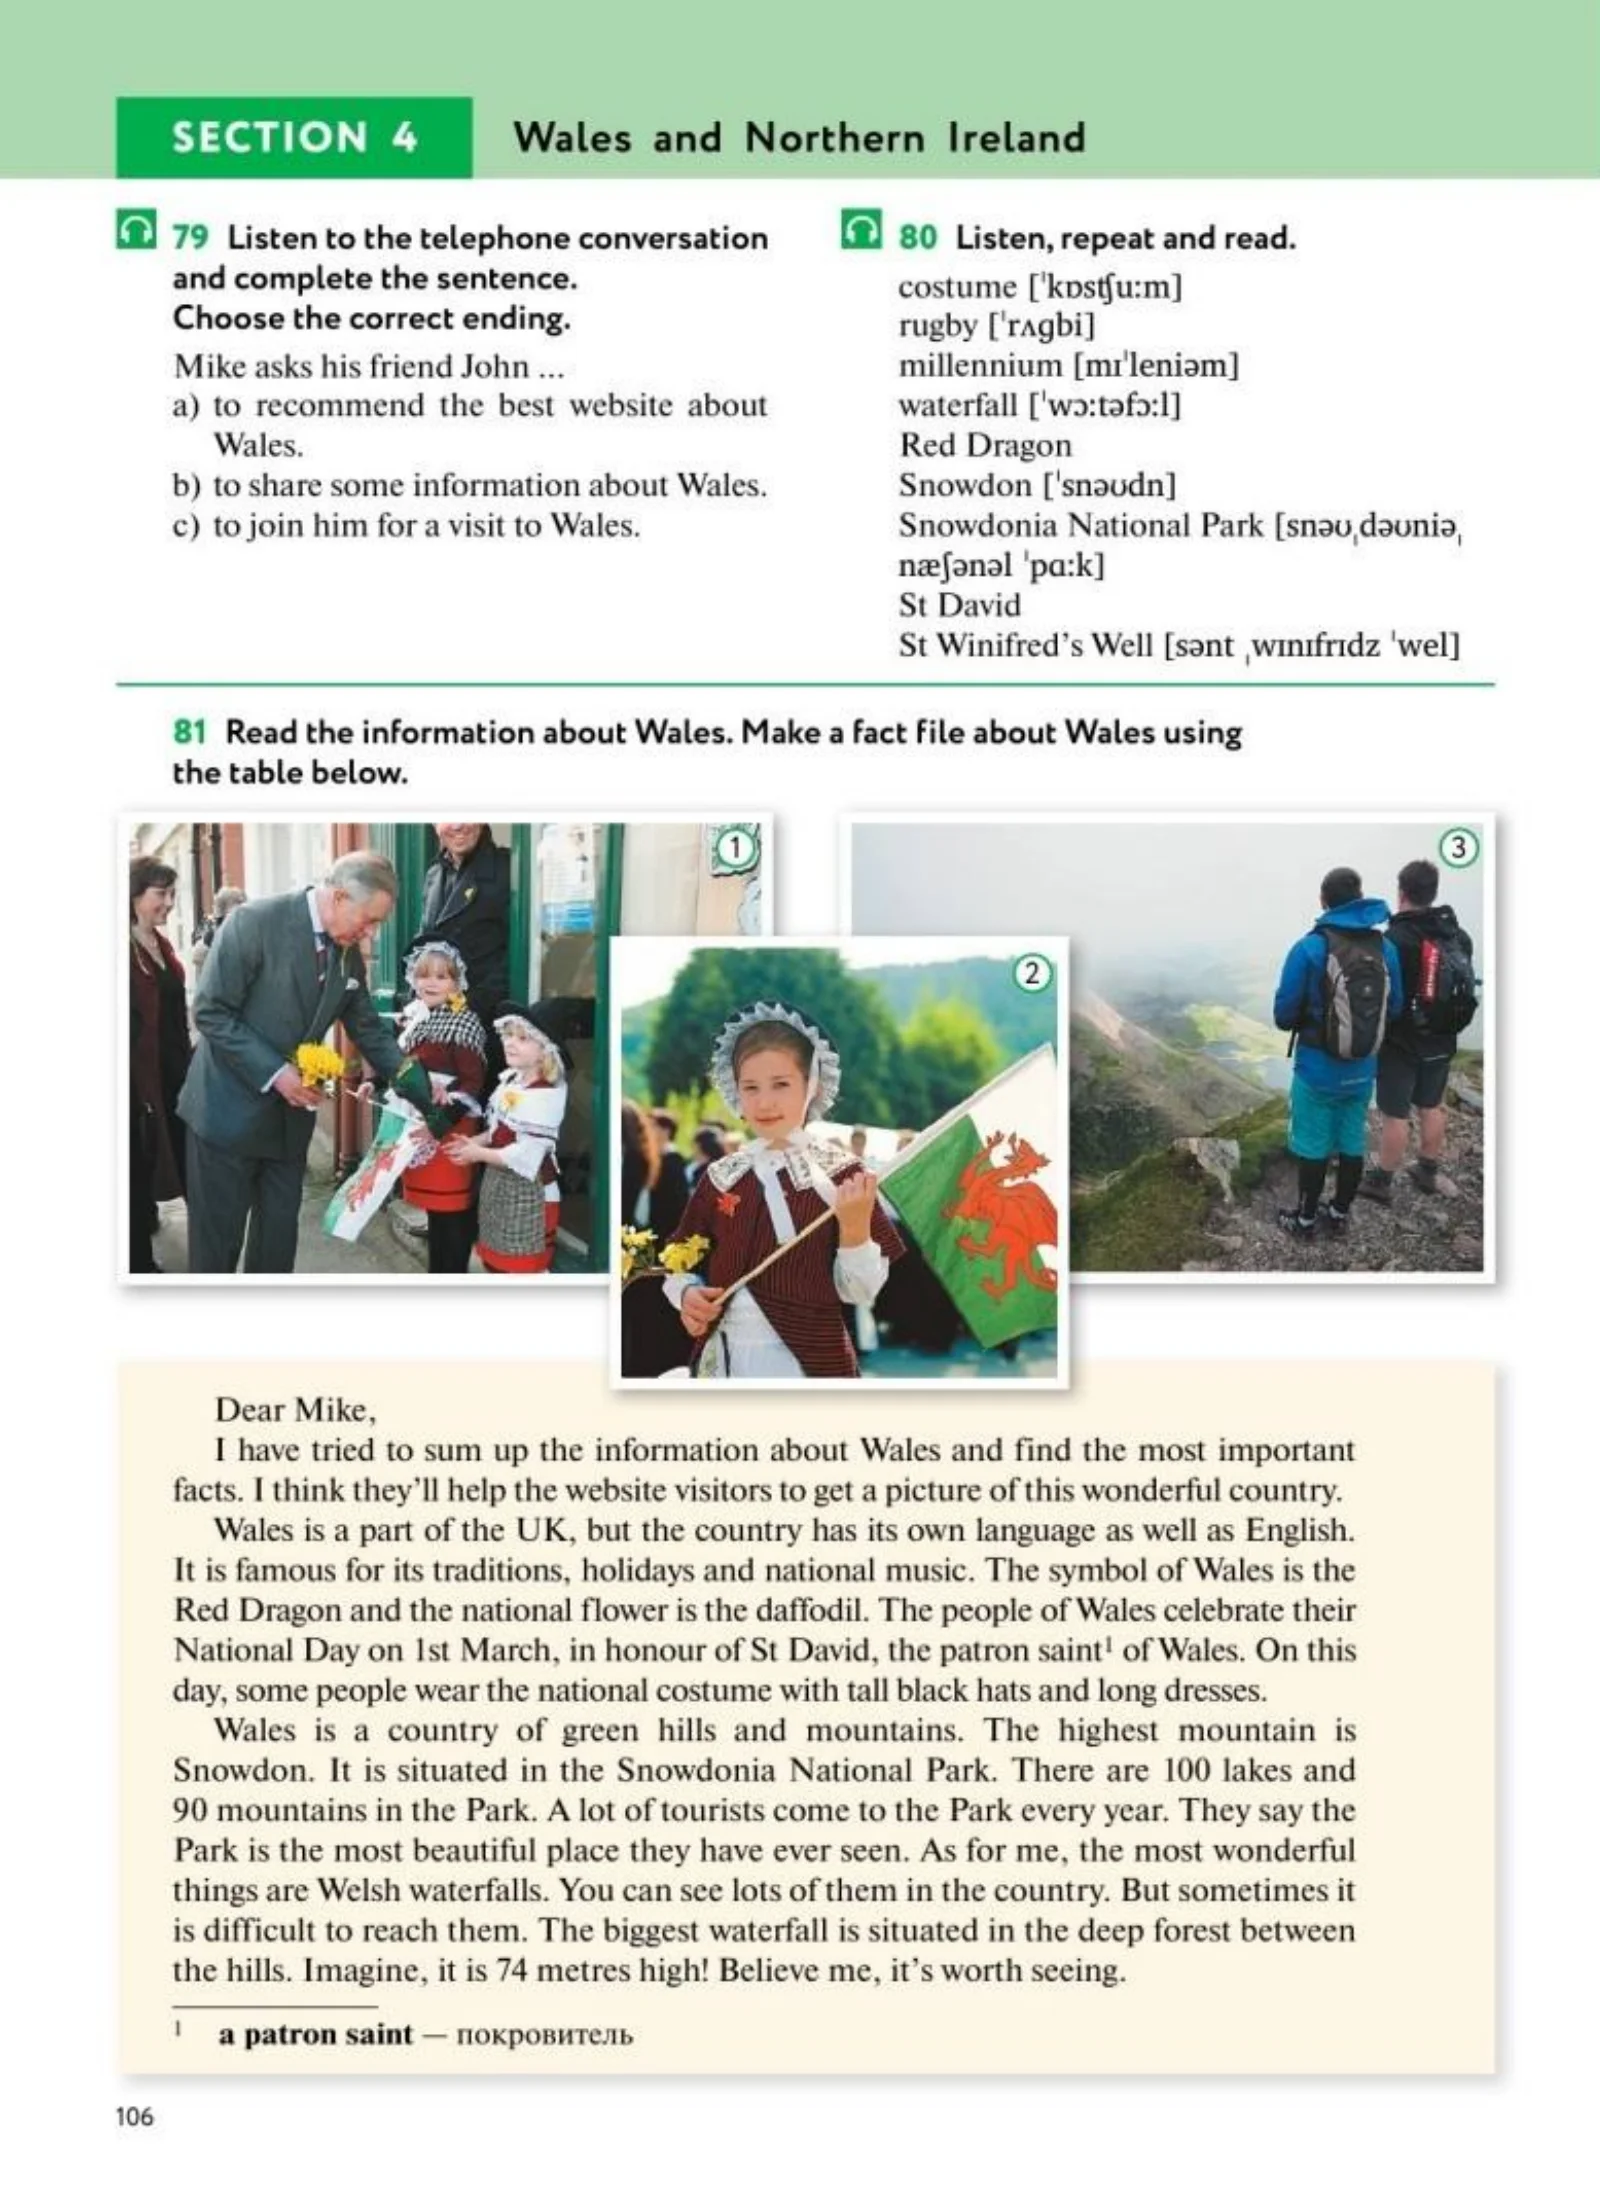 SECTION 4
Wales and Northern Ireland
79 Listen to the telephone conversation
and complete the sentence.
Choose the correct ending.
Mike asks his friend John ...
a) to recommend the best website about
Wales.
b) to share some information about Wales.
c) to join him for a visit to Wales.
80 Listen, repeat and read.
costume [ˈkɒstʃuːm]
rugby [ˈrʌgbi]
millennium [mɪˈleniəm]
waterfall [ˈwɔːtəfɔːl]
Red Dragon
Snowdon [ˈsnəʊdn]
Snowdonia National Park [snəʊˌdəʊniəˌ
næʃənəl ˈpɑːk]
St David
St Winifred’s Well [sənt ˌwɪnɪfrɪdz ˈwel]
81 Read the information about Wales. Make a fact file about Wales using
the table below.
1
2
3
Dear Mike,
I have tried to sum up the information about Wales and find the most important
facts. I think they’ll help the website visitors to get a picture of this wonderful country.
Wales is a part of the UK, but the country has its own language as well as English.
It is famous for its traditions, holidays and national music. The symbol of Wales is the
Red Dragon and the national flower is the daffodil. The people of Wales celebrate their
National Day on 1st March, in honour of St David, the patron saint¹ of Wales. On this
day, some people wear the national costume with tall black hats and long dresses.
Wales is a country of green hills and mountains. The highest mountain is
Snowdon. It is situated in the Snowdonia National Park. There are 100 lakes and
90 mountains in the Park. A lot of tourists come to the Park every year. They say the
Park is the most beautiful place they have ever seen. As for me, the most wonderful
things are Welsh waterfalls. You can see lots of them in the country. But sometimes it
is difficult to reach them. The biggest waterfall is situated in the deep forest between
the hills. Imagine, it is 74 metres high! Believe me, it’s worth seeing.
¹ a patron saint — покровитель
106